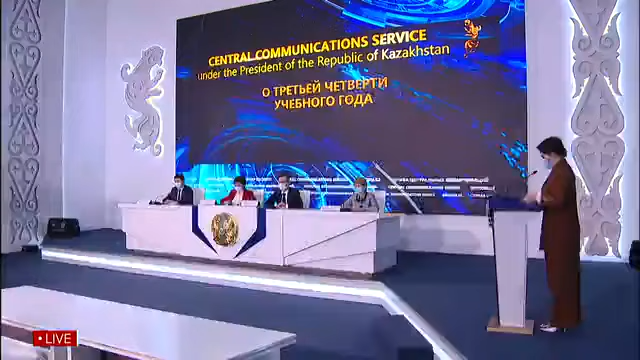 CENTRAL COMMUNICATIONS SERVICE
under the President of the Republic of Kazakhstan
О ТРЕТЬЕЙ ЧЕТВЕРТИ
УЧЕБНОГО ГОДА
LIVE